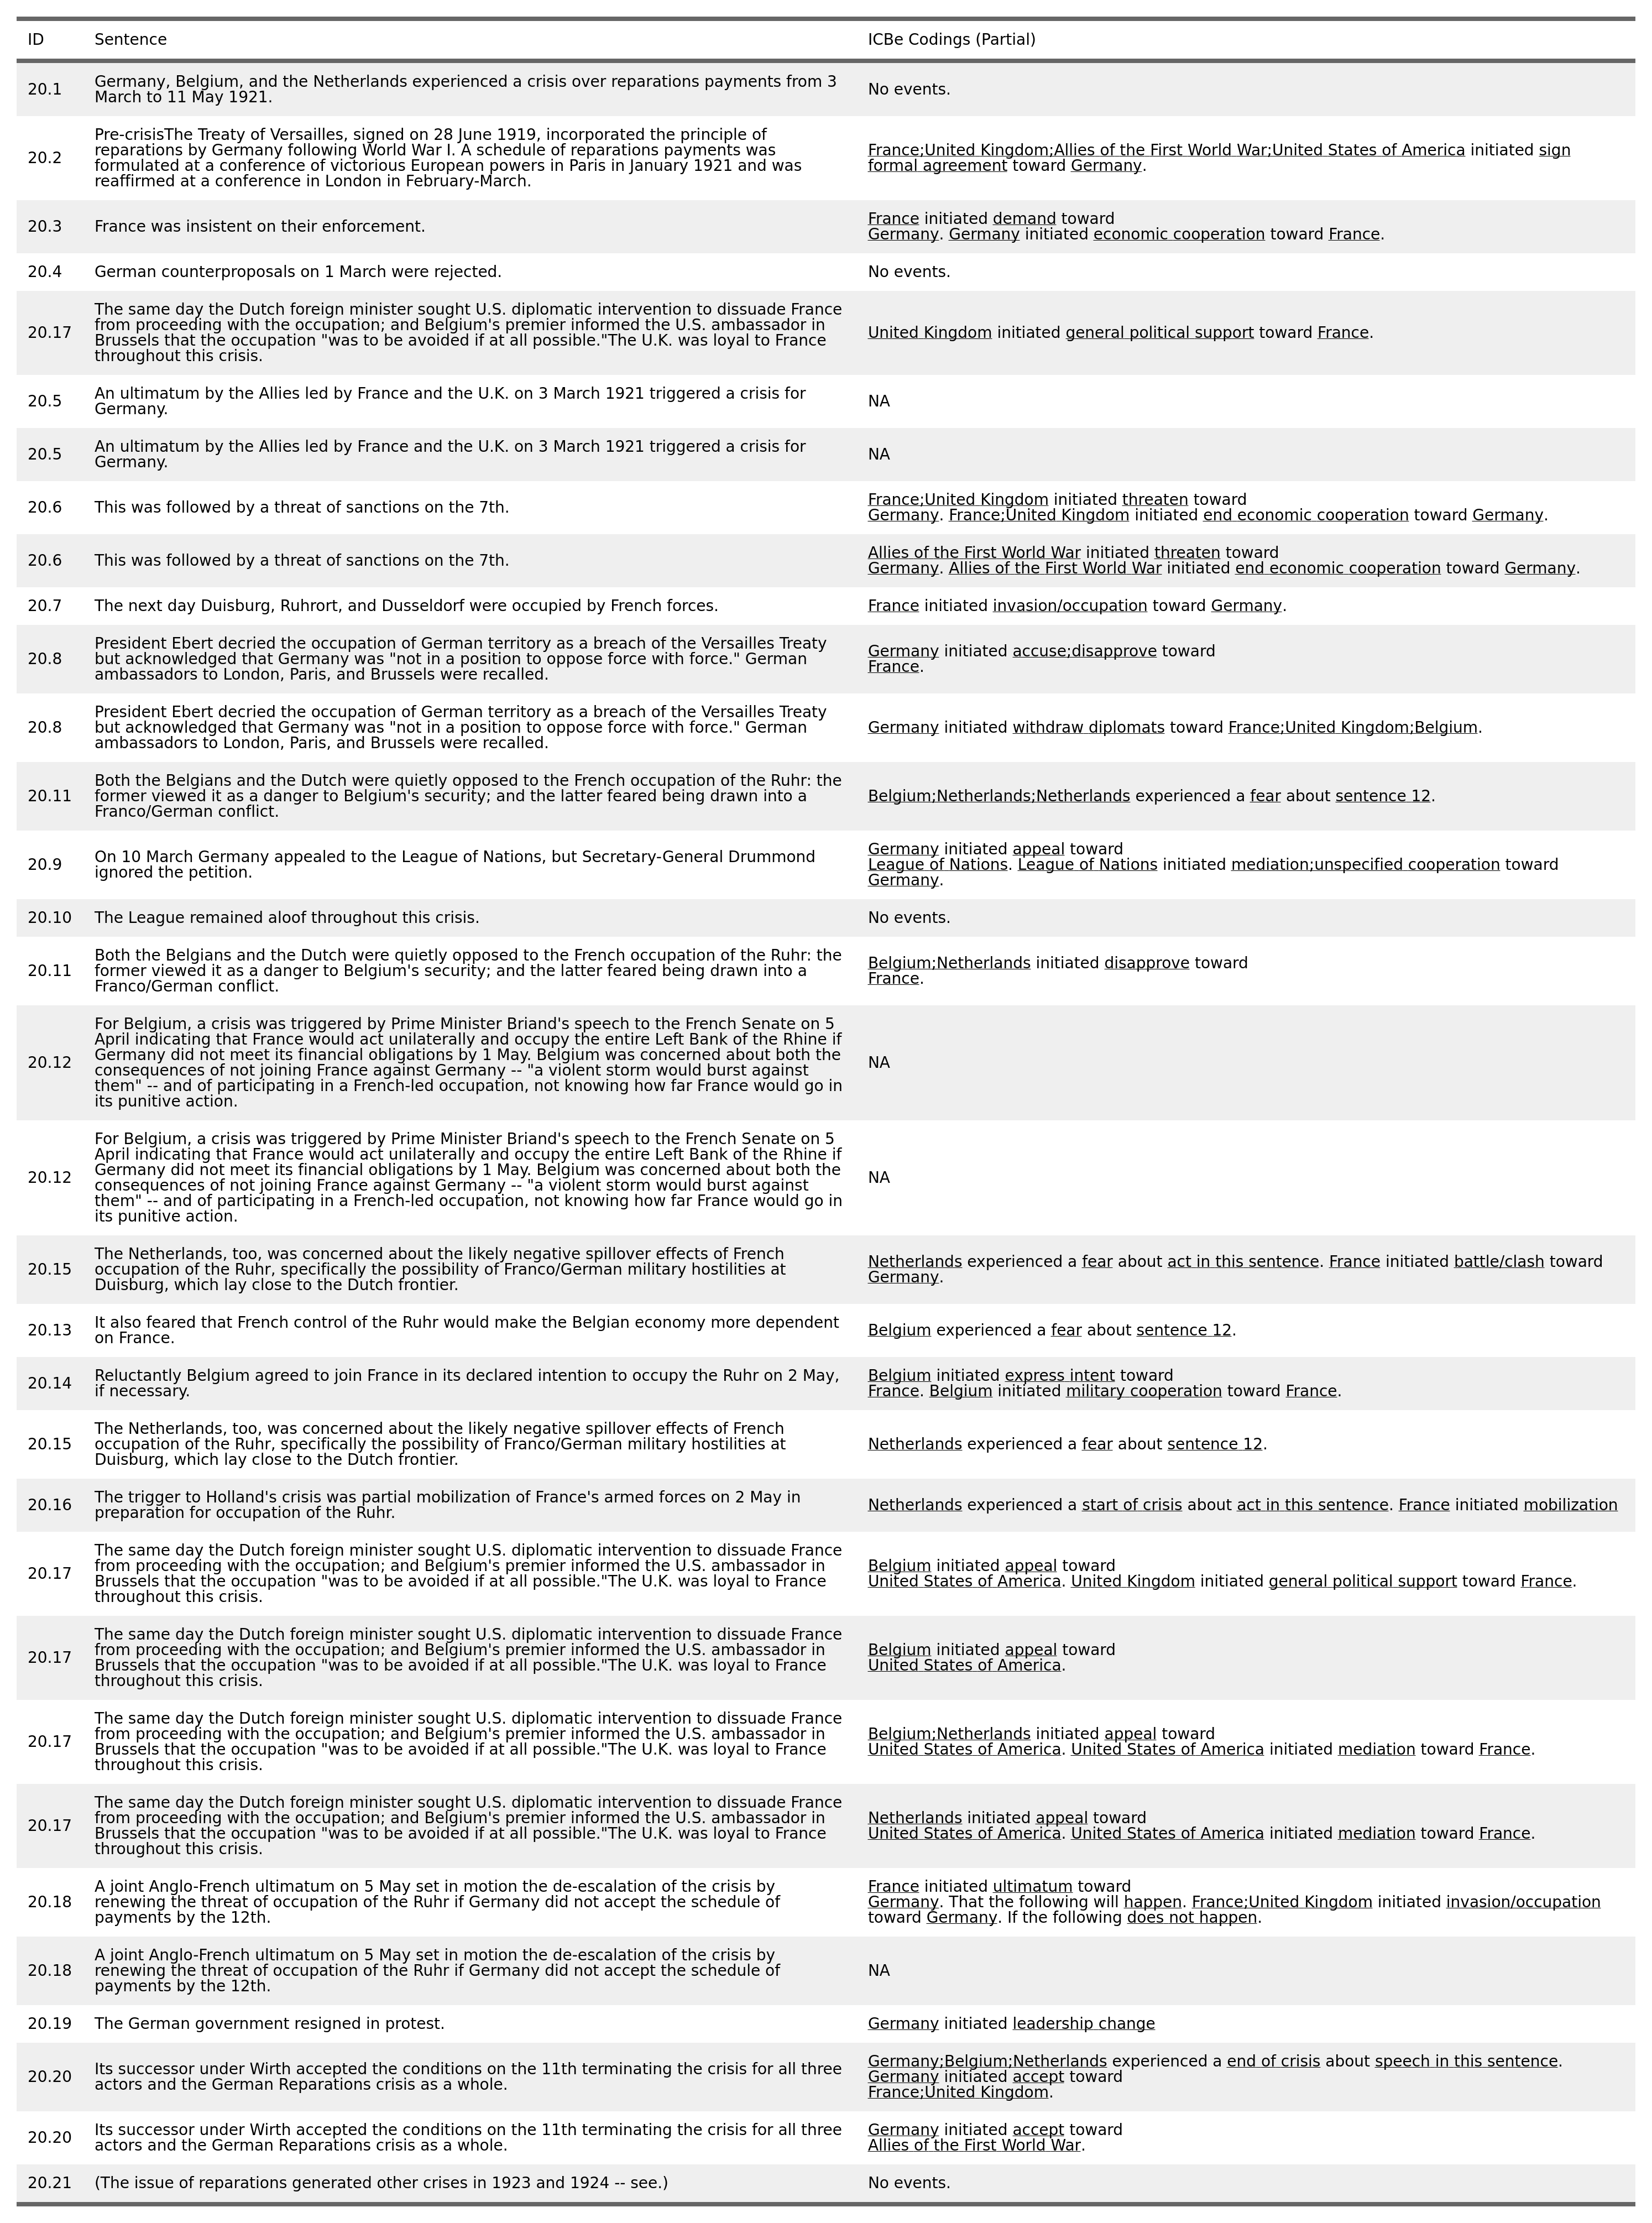 ID Sentence ICBe Codings (Partial)
20.1 Germany, Belgium, and the Netherlands experienced a crisis over reparations payments from 3
March to 11 May 1921.
No events.
20.2 Pre-crisisThe Treaty of Versailles, signed on 28 June 1919, incorporated the principle of
reparations by Germany following World War I. A schedule of reparations payments was
formulated at a conference of victorious European powers in Paris in January 1921 and was
reaffirmed at a conference in London in February-March.
France;United Kingdom;Allies of the First World War;United States of America initiated sign
formal agreement toward Germany.
20.3 France was insistent on their enforcement.
France initiated demand toward
Germany. Germany initiated economic cooperation toward France.
20.4 German counterproposals on 1 March were rejected.
No events.
20.17 The same day the Dutch foreign minister sought U.S. diplomatic intervention to dissuade France
from proceeding with the occupation; and Belgium's premier informed the U.S. ambassador in
Brussels that the occupation "was to be avoided if at all possible."The U.K. was loyal to France
throughout this crisis.
United Kingdom initiated general political support toward France.
20.5 An ultimatum by the Allies led by France and the U.K. on 3 March 1921 triggered a crisis for
Germany.
NA
20.5 An ultimatum by the Allies led by France and the U.K. on 3 March 1921 triggered a crisis for
Germany.
NA
20.6 This was followed by a threat of sanctions on the 7th.
France;United Kingdom initiated threaten toward
Germany. France;United Kingdom initiated end economic cooperation toward Germany.
20.6 This was followed by a threat of sanctions on the 7th.
Allies of the First World War initiated threaten toward
Germany. Allies of the First World War initiated end economic cooperation toward Germany.
20.7 The next day Duisburg, Ruhrort, and Dusseldorf were occupied by French forces.
France initiated invasion/occupation toward Germany.
20.8 President Ebert decried the occupation of German territory as a breach of the Versailles Treaty
but acknowledged that Germany was "not in a position to oppose force with force." German
ambassadors to London, Paris, and Brussels were recalled.
Germany initiated accuse;disapprove toward
France.
20.8 President Ebert decried the occupation of German territory as a breach of the Versailles Treaty
but acknowledged that Germany was "not in a position to oppose force with force." German
ambassadors to London, Paris, and Brussels were recalled.
Germany initiated withdraw diplomats toward France;United Kingdom;Belgium.
20.11 Both the Belgians and the Dutch were quietly opposed to the French occupation of the Ruhr: the
former viewed it as a danger to Belgium's security; and the latter feared being drawn into a
Franco/German conflict.
Belgium;Netherlands;Netherlands experienced a fear about sentence 12.
20.9 On 10 March Germany appealed to the League of Nations, but Secretary-General Drummond
ignored the petition.
Germany initiated appeal toward
League of Nations. League of Nations initiated mediation;unspecified cooperation toward
Germany.
20.10 The League remained aloof throughout this crisis.
No events.
20.11 Both the Belgians and the Dutch were quietly opposed to the French occupation of the Ruhr: the
former viewed it as a danger to Belgium's security; and the latter feared being drawn into a
Franco/German conflict.
Belgium;Netherlands initiated disapprove toward
France.
20.12 For Belgium, a crisis was triggered by Prime Minister Briand's speech to the French Senate on 5
April indicating that France would act unilaterally and occupy the entire Left Bank of the Rhine if
Germany did not meet its financial obligations by 1 May. Belgium was concerned about both the
consequences of not joining France against Germany -- "a violent storm would burst against
them" -- and of participating in a French-led occupation, not knowing how far France would go in
its punitive action.
NA
20.12 For Belgium, a crisis was triggered by Prime Minister Briand's speech to the French Senate on 5
April indicating that France would act unilaterally and occupy the entire Left Bank of the Rhine if
Germany did not meet its financial obligations by 1 May. Belgium was concerned about both the
consequences of not joining France against Germany -- "a violent storm would burst against
them" -- and of participating in a French-led occupation, not knowing how far France would go in
its punitive action.
NA
20.15 The Netherlands, too, was concerned about the likely negative spillover effects of French
occupation of the Ruhr, specifically the possibility of Franco/German military hostilities at
Duisburg, which lay close to the Dutch frontier.
Netherlands experienced a fear about act in this sentence. France initiated battle/clash toward
Germany.
20.13 It also feared that French control of the Ruhr would make the Belgian economy more dependent
on France.
Belgium experienced a fear about sentence 12.
20.14 Reluctantly Belgium agreed to join France in its declared intention to occupy the Ruhr on 2 May,
if necessary.
Belgium initiated express intent toward
France. Belgium initiated military cooperation toward France.
20.15 The Netherlands, too, was concerned about the likely negative spillover effects of French
occupation of the Ruhr, specifically the possibility of Franco/German military hostilities at
Duisburg, which lay close to the Dutch frontier.
Netherlands experienced a fear about sentence 12.
20.16 The trigger to Holland's crisis was partial mobilization of France's armed forces on 2 May in
preparation for occupation of the Ruhr.
Netherlands experienced a start of crisis about act in this sentence. France initiated mobilization
20.17 The same day the Dutch foreign minister sought U.S. diplomatic intervention to dissuade France
from proceeding with the occupation; and Belgium's premier informed the U.S. ambassador in
Brussels that the occupation "was to be avoided if at all possible."The U.K. was loyal to France
throughout this crisis.
Belgium initiated appeal toward
United States of America. United Kingdom initiated general political support toward France.
20.17 The same day the Dutch foreign minister sought U.S. diplomatic intervention to dissuade France
from proceeding with the occupation; and Belgium's premier informed the U.S. ambassador in
Brussels that the occupation "was to be avoided if at all possible."The U.K. was loyal to France
throughout this crisis.
Belgium initiated appeal toward
United States of America.
20.17 The same day the Dutch foreign minister sought U.S. diplomatic intervention to dissuade France
from proceeding with the occupation; and Belgium's premier informed the U.S. ambassador in
Brussels that the occupation "was to be avoided if at all possible."The U.K. was loyal to France
throughout this crisis.
Belgium;Netherlands initiated appeal toward
United States of America. United States of America initiated mediation toward France.
20.17 The same day the Dutch foreign minister sought U.S. diplomatic intervention to dissuade France
from proceeding with the occupation; and Belgium's premier informed the U.S. ambassador in
Brussels that the occupation "was to be avoided if at all possible."The U.K. was loyal to France
throughout this crisis.
Netherlands initiated appeal toward
United States of America. United States of America initiated mediation toward France.
20.18 A joint Anglo-French ultimatum on 5 May set in motion the de-escalation of the crisis by
renewing the threat of occupation of the Ruhr if Germany did not accept the schedule of
payments by the 12th.
France initiated ultimatum toward
Germany. That the following will happen. France;United Kingdom initiated invasion/occupation
toward Germany. If the following does not happen.
20.18 A joint Anglo-French ultimatum on 5 May set in motion the de-escalation of the crisis by
renewing the threat of occupation of the Ruhr if Germany did not accept the schedule of
payments by the 12th.
NA
20.19 The German government resigned in protest.
Germany initiated leadership change
20.20 Its successor under Wirth accepted the conditions on the 11th terminating the crisis for all three
actors and the German Reparations crisis as a whole.
Germany;Belgium;Netherlands experienced a end of crisis about speech in this sentence.
Germany initiated accept toward
France;United Kingdom.
20.20 Its successor under Wirth accepted the conditions on the 11th terminating the crisis for all three
actors and the German Reparations crisis as a whole.
Germany initiated accept toward
Allies of the First World War.
20.21 (The issue of reparations generated other crises in 1923 and 1924 -- see.)
No events.